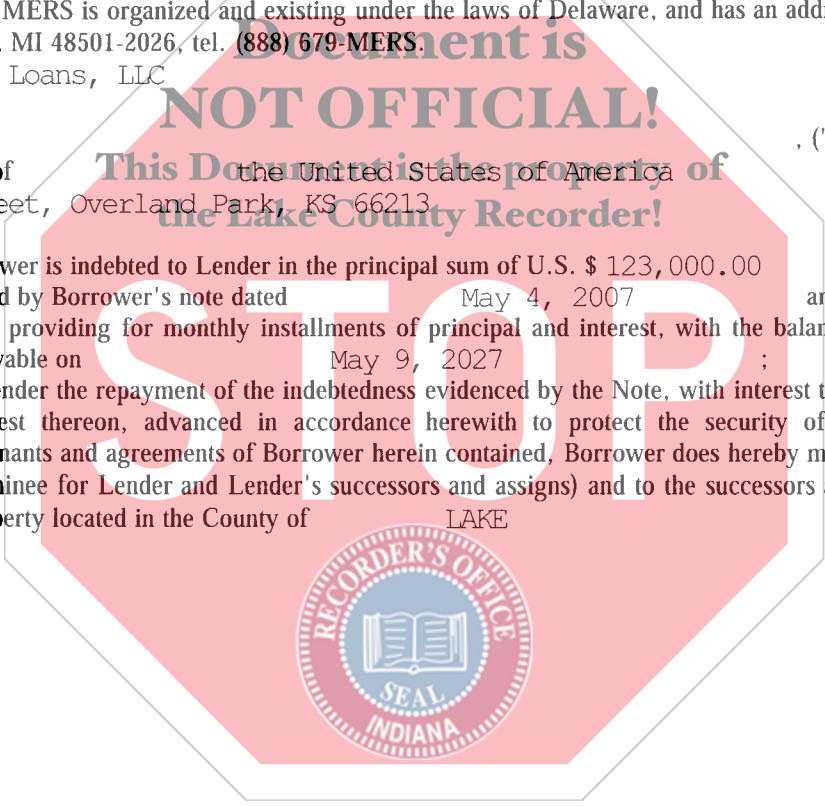 MERS is organized and existing under the laws of Delaware, and has an
MI 48501-2026, tel. (888) 679-MERS.
Document is
Loans, LLC
NOT OFFICIAL!
, (
of the United States of America
This Document is the property of
eet, Overland Park, KS 66213
the Lake County Recorder!
wer is indebted to Lender in the principal sum of U.S. $ 123,000.00
d by Borrower's note dated May 4, 2007
providing for monthly installments of principal and interest, with the balan
yable on May 9, 2027 ;
STOP
nder the repayment of the indebtedness evidenced by the Note, with interest t
est thereon, advanced in accordance herewith to protect the security of
nants and agreements of Borrower herein contained, Borrower does hereby m
inee for Lender and Lender's successors and assigns) and to the successors
perty located in the County of LAKE
RECORDER'S OFFICE
SEAL
INDIANA